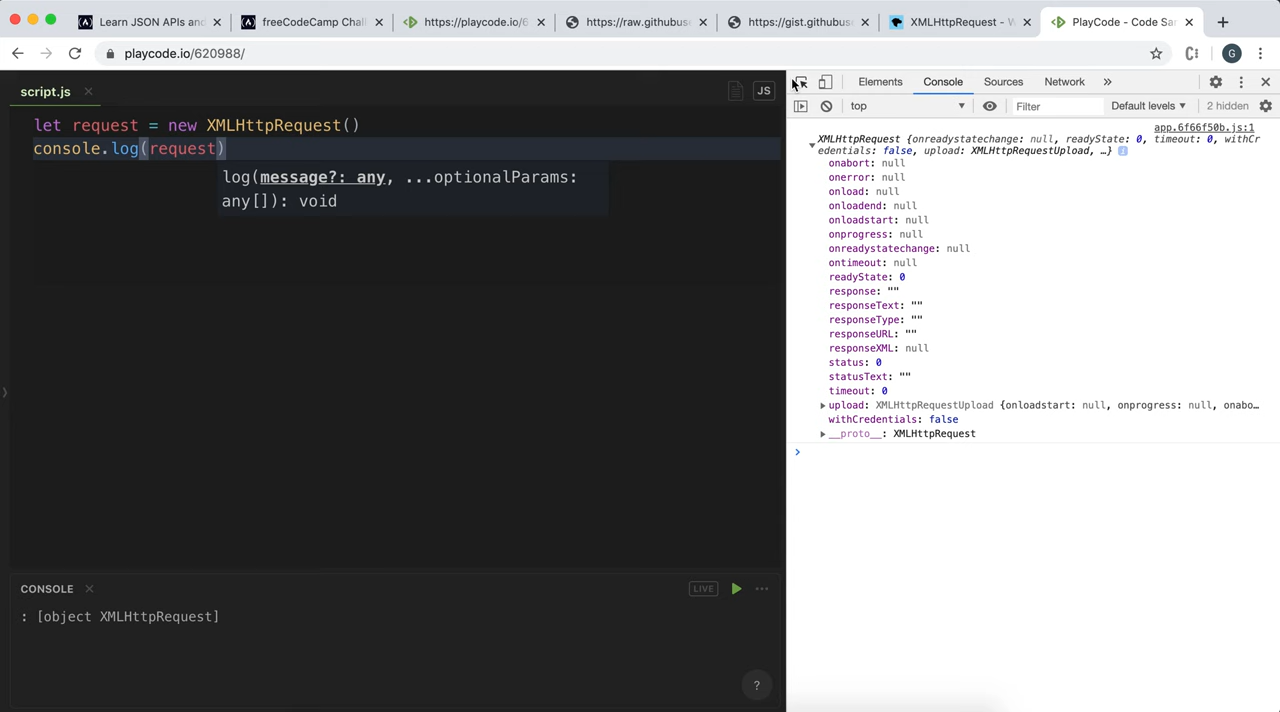 Learn JSON APIs and
freeCodeCamp Chall
https://playcode.io/6
https://raw.githubuse
https://gist.githubus
XMLHttpRequest - W
PlayCode - Code Sa
playcode.io/620988/
G
script.js
JS
let request = new XMLHttpRequest()
console.log(request)
log(message?: any, ...optionalParams:
any[]): void
CONSOLE
LIVE
: [object XMLHttpRequest]
?
Elements Console Sources Network »
top Filter Default levels 2 hidden
app.6f66f50b.js:1
XMLHttpRequest {onreadystatechange: null, readyState: 0, timeout: 0, withCr
edentials: false, upload: XMLHttpRequestUpload, …} i
onabort: null
onerror: null
onload: null
onloadend: null
onloadstart: null
onprogress: null
onreadystatechange: null
ontimeout: null
readyState: 0
response: ""
responseText: ""
responseType: ""
responseURL: ""
responseXML: null
status: 0
statusText: ""
timeout: 0
upload: XMLHttpRequestUpload {onloadstart: null, onprogress: null, onabo…
withCredentials: false
__proto__: XMLHttpRequest